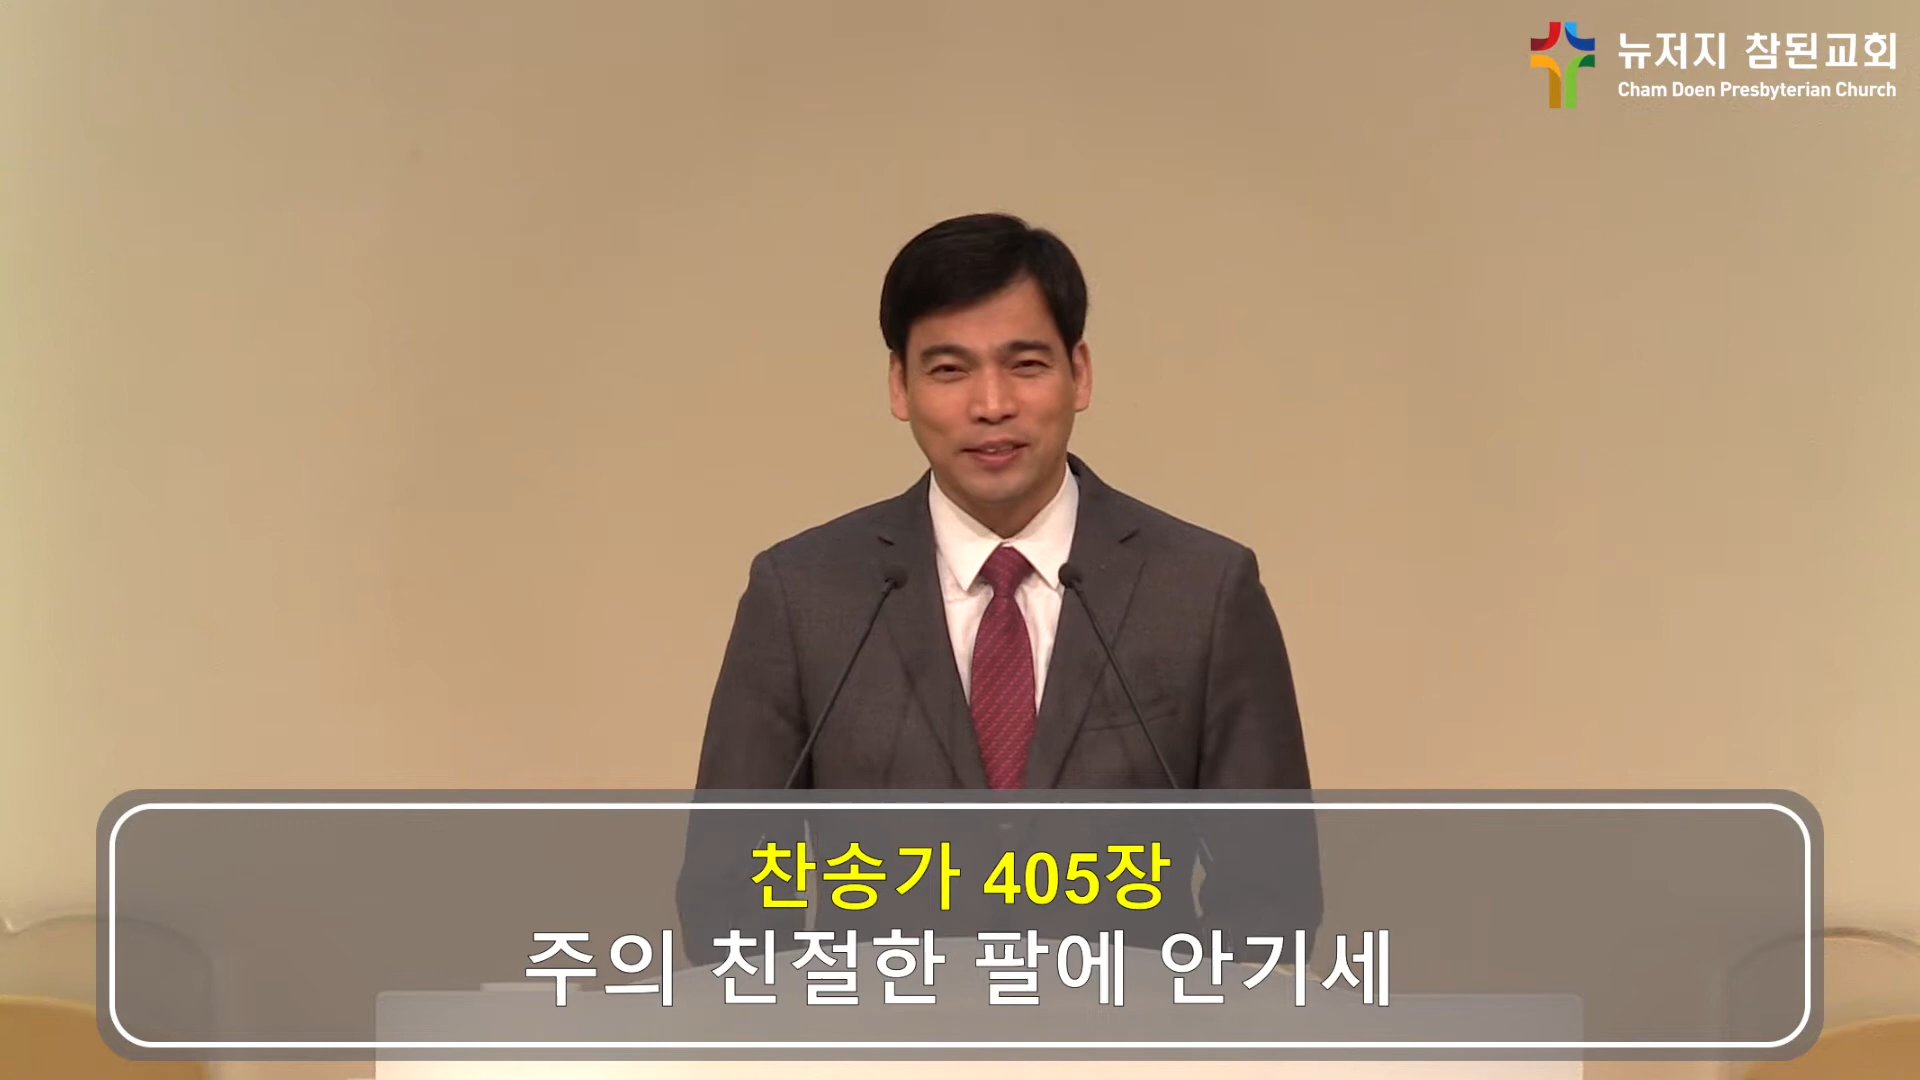 뉴저지 참된교회
Cham Doen Presbyterian Church
찬송가 405장
주의 친절한 팔에 안기세